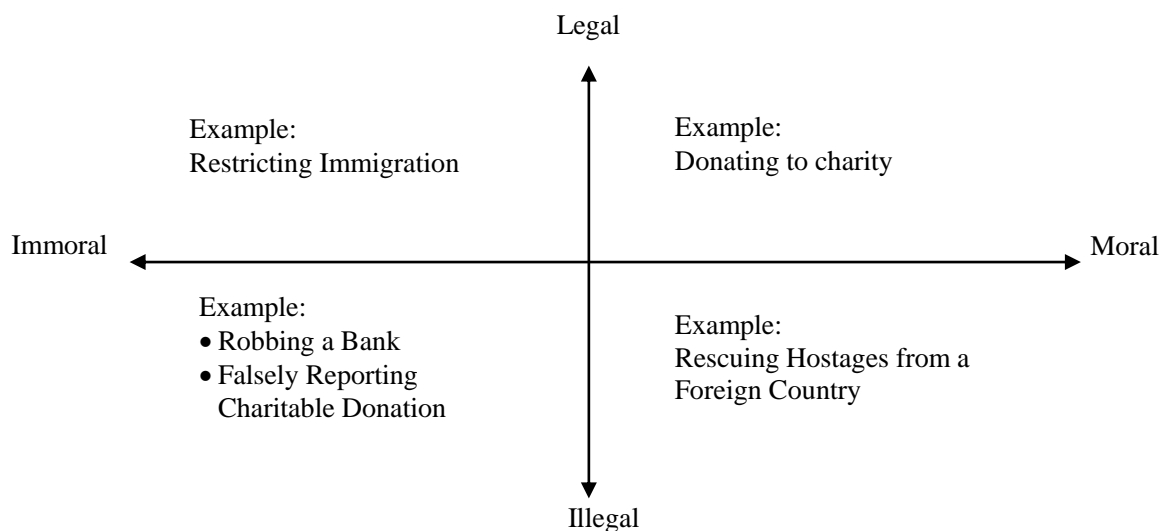 Legal
Example:
Restricting Immigration
Example:
Donating to charity
Immoral
Moral
Example:
• Robbing a Bank
• Falsely Reporting
Charitable Donation
Example:
Rescuing Hostages from a
Foreign Country
Illegal